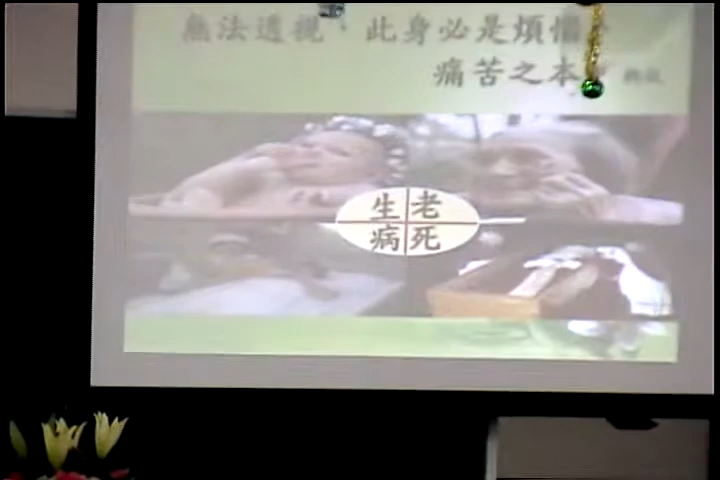 無法透視，此身必是煩惱、
痛苦之本。
生老
病死